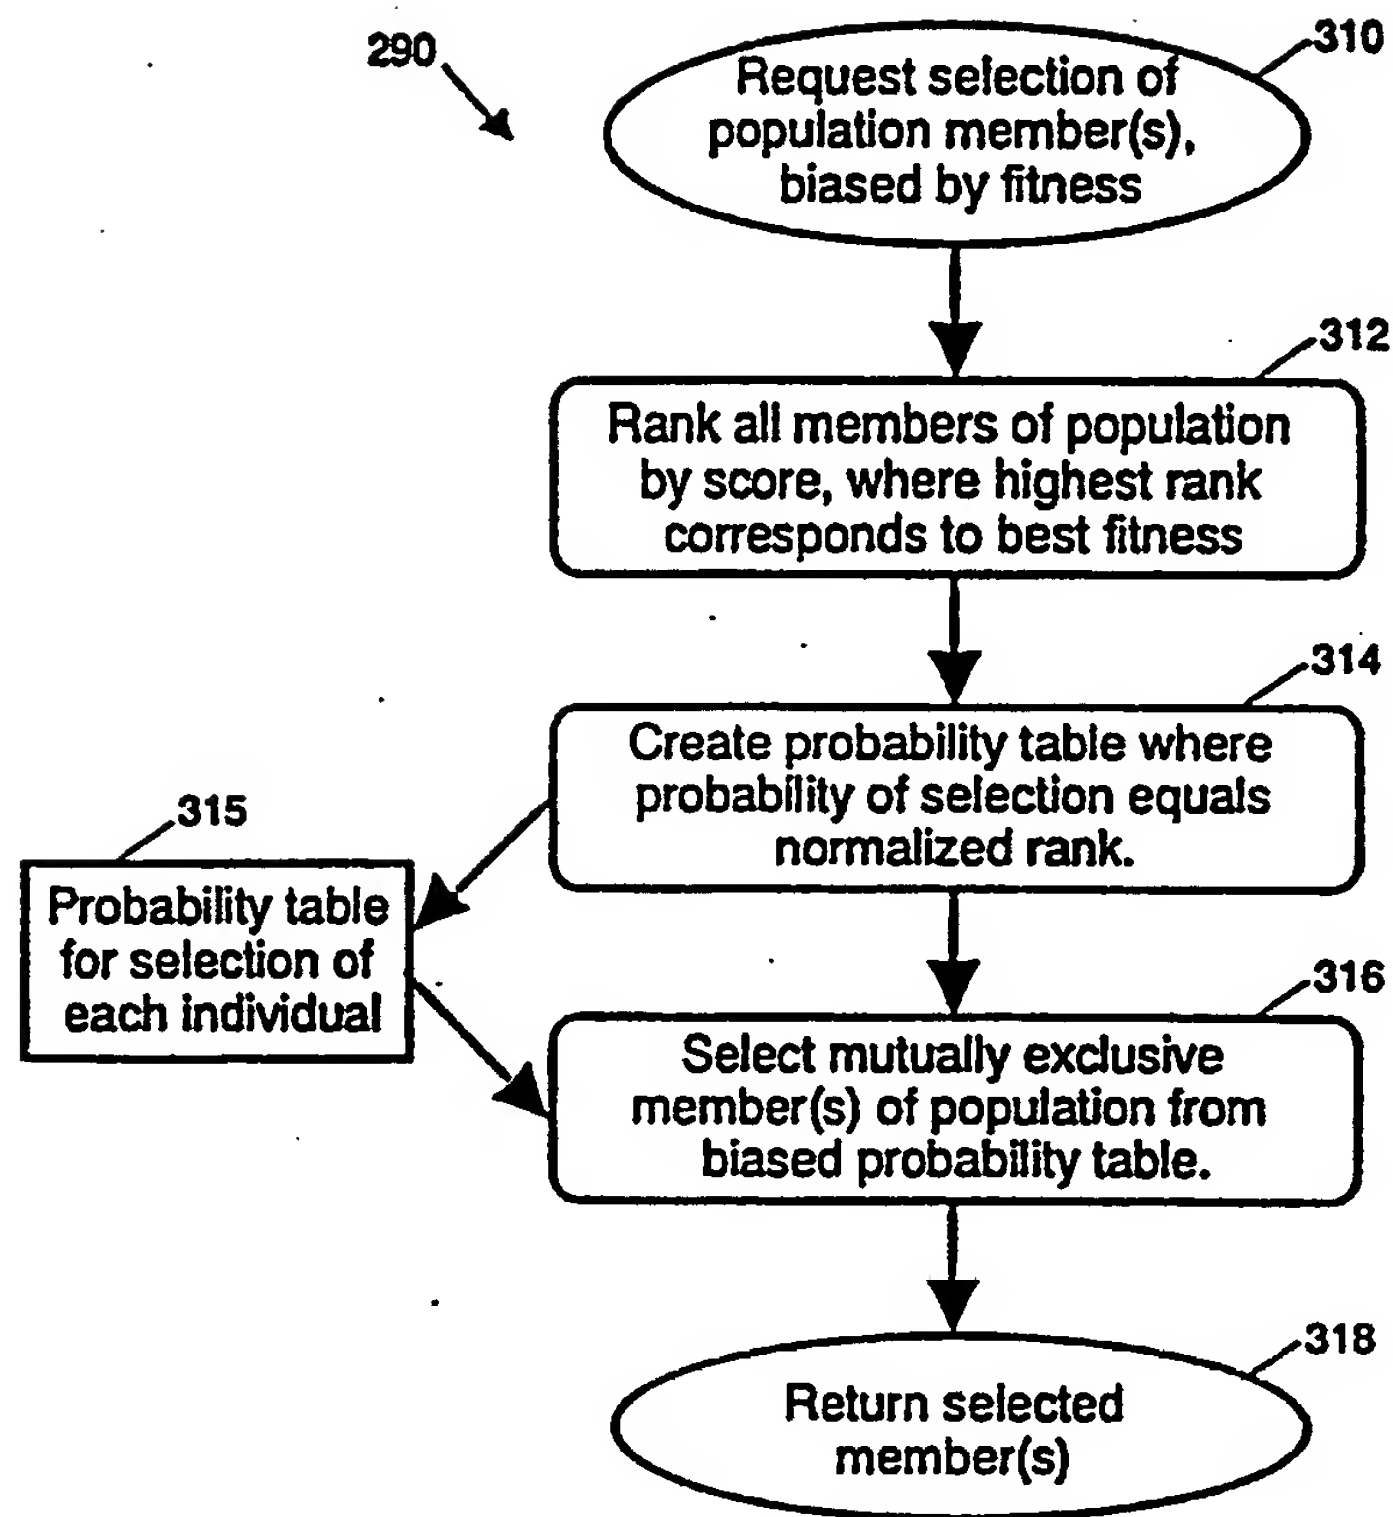 290
310
Request selection of
population member(s),
biased by fitness
312
Rank all members of population
by score, where highest rank
corresponds to best fitness
314
Create probability table where
probability of selection equals
normalized rank.
315
Probability table
for selection of
each individual
316
Select mutually exclusive
member(s) of population from
biased probability table.
318
Return selected
member(s)